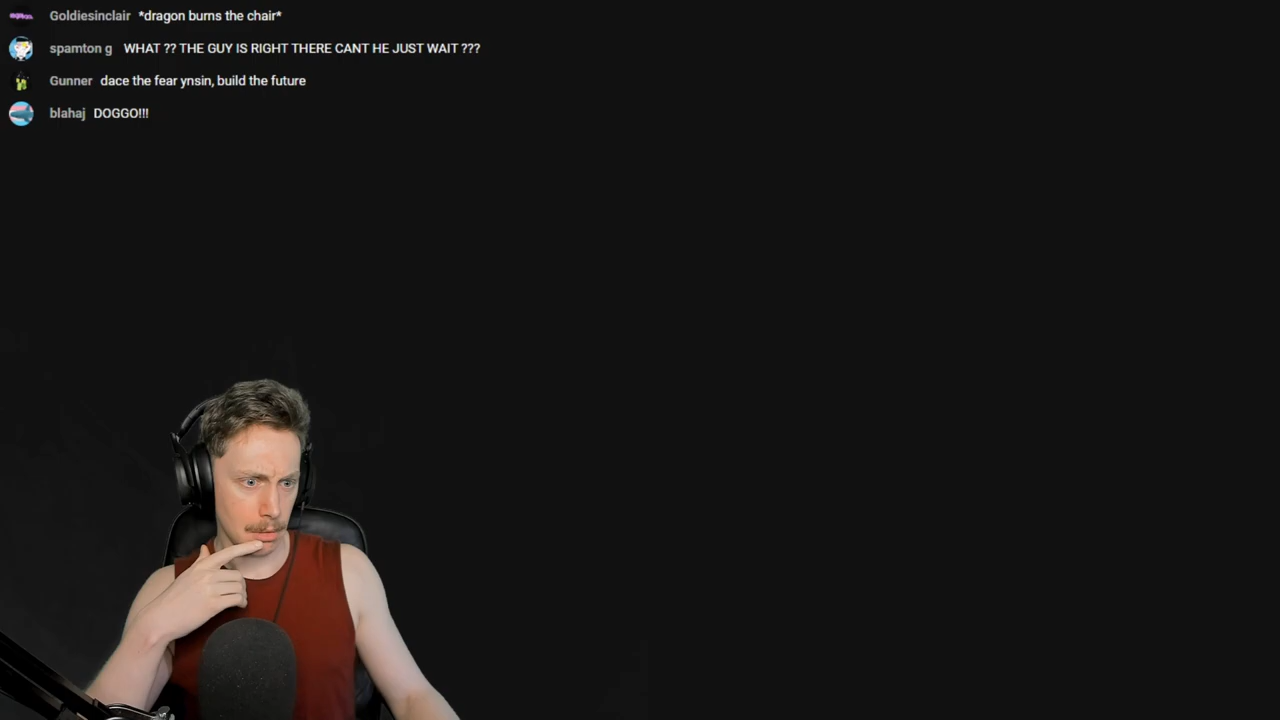 Goldiesinclair *dragon burns the chair*
spamton g WHAT ?? THE GUY IS RIGHT THERE CANT HE JUST WAIT ???
Gunner dace the fear ynsin, build the future
blahaj DOGGO!!!